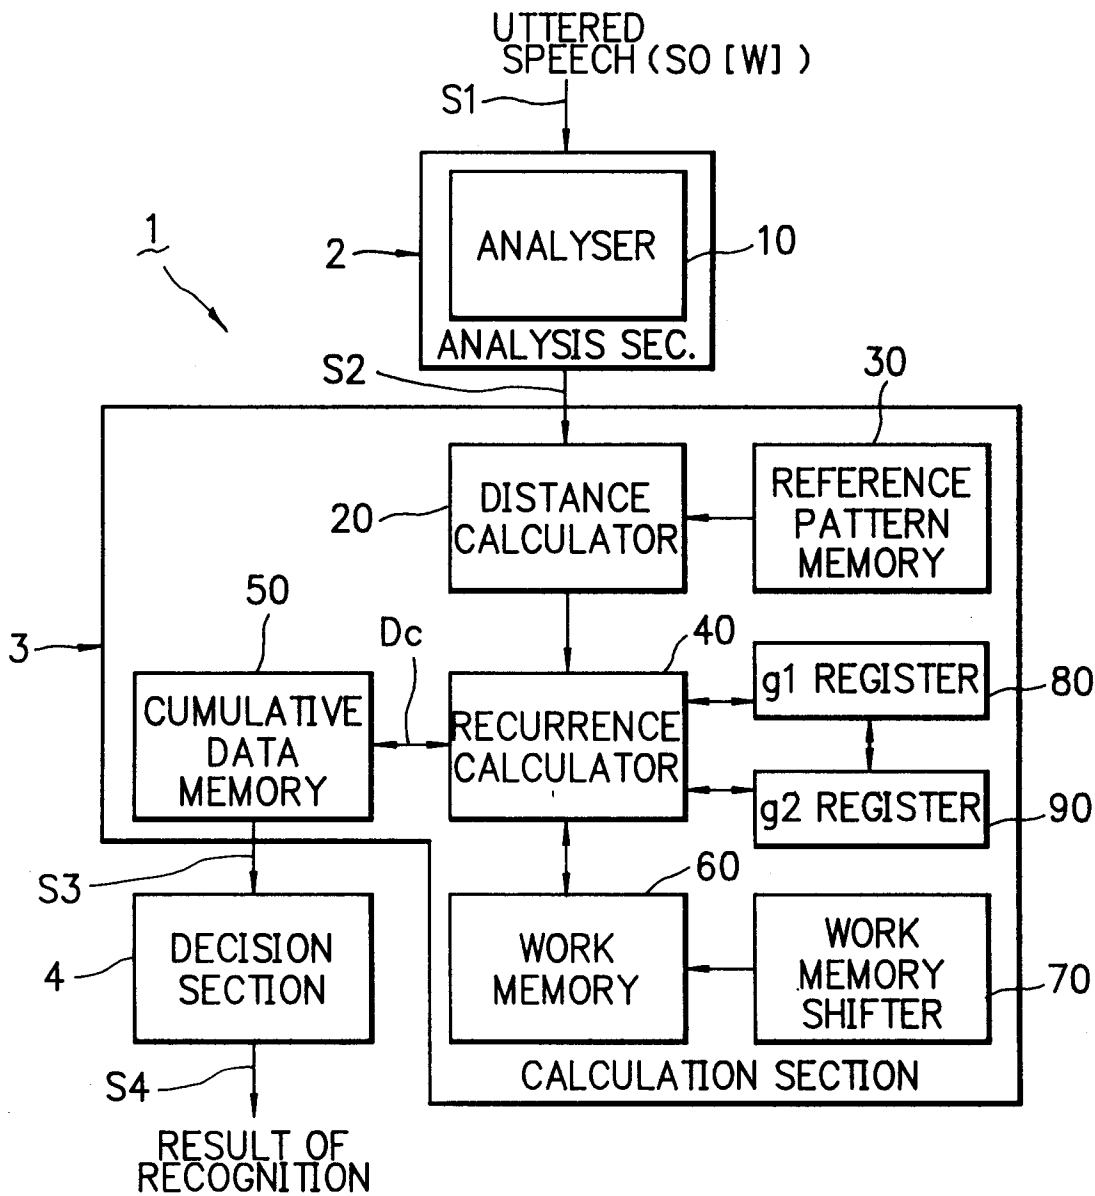 UTTERED
SPEECH (SO [W] )
S1
1
2
ANALYSER
10
ANALYSIS SEC.
S2
30
20
DISTANCE
CALCULATOR
REFERENCE
PATTERN
MEMORY
50
3
Dc
40
CUMULATIVE
DATA
MEMORY
RECURRENCE
CALCULATOR
g1 REGISTER
80
g2 REGISTER
90
S3
60
4
DECISION
SECTION
WORK
MEMORY
WORK
MEMORY
SHIFTER
70
CALCULATION SECTION
S4
RESULT OF
RECOGNITION